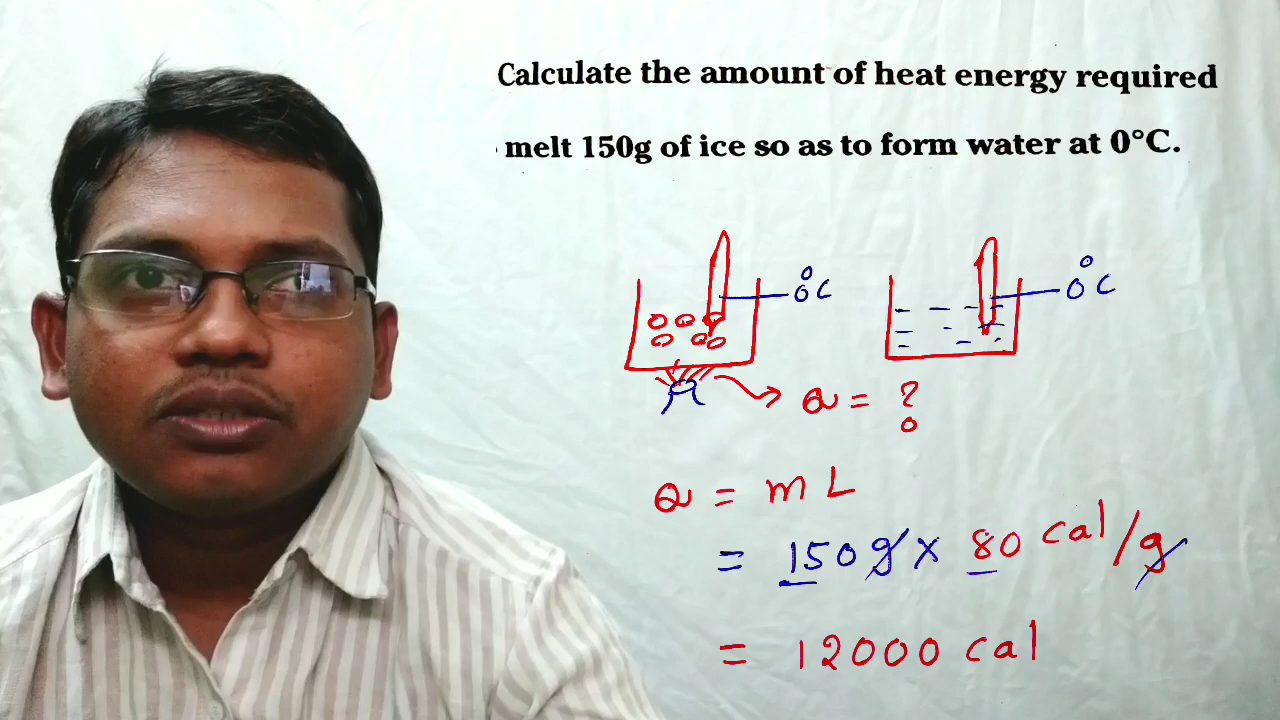 Calculate the amount of heat energy required
melt 150g of ice so as to form water at 0°C.
0°C
0°C
Q = ?
Q = m L
= 150g x 80 cal/g
= 12000 cal